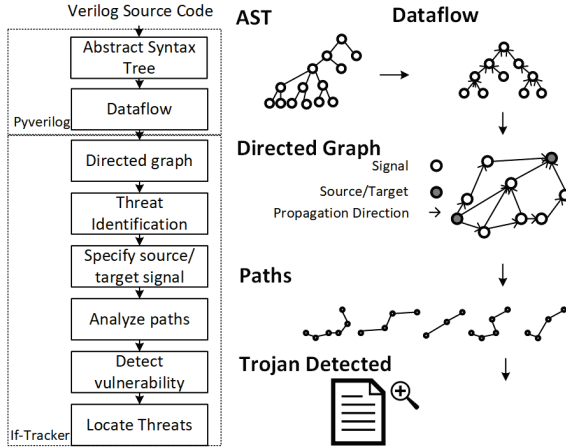 Verilog Source Code
Abstract Syntax
Tree
Dataflow
Pyverilog
Directed graph
Threat
Identification
Specify source/
target signal
Analyze paths
Detect
vulnerability
Locate Threats
If-Tracker
AST
Dataflow
Directed Graph
Signal
Source/Target
Propagation Direction
Paths
Trojan Detected